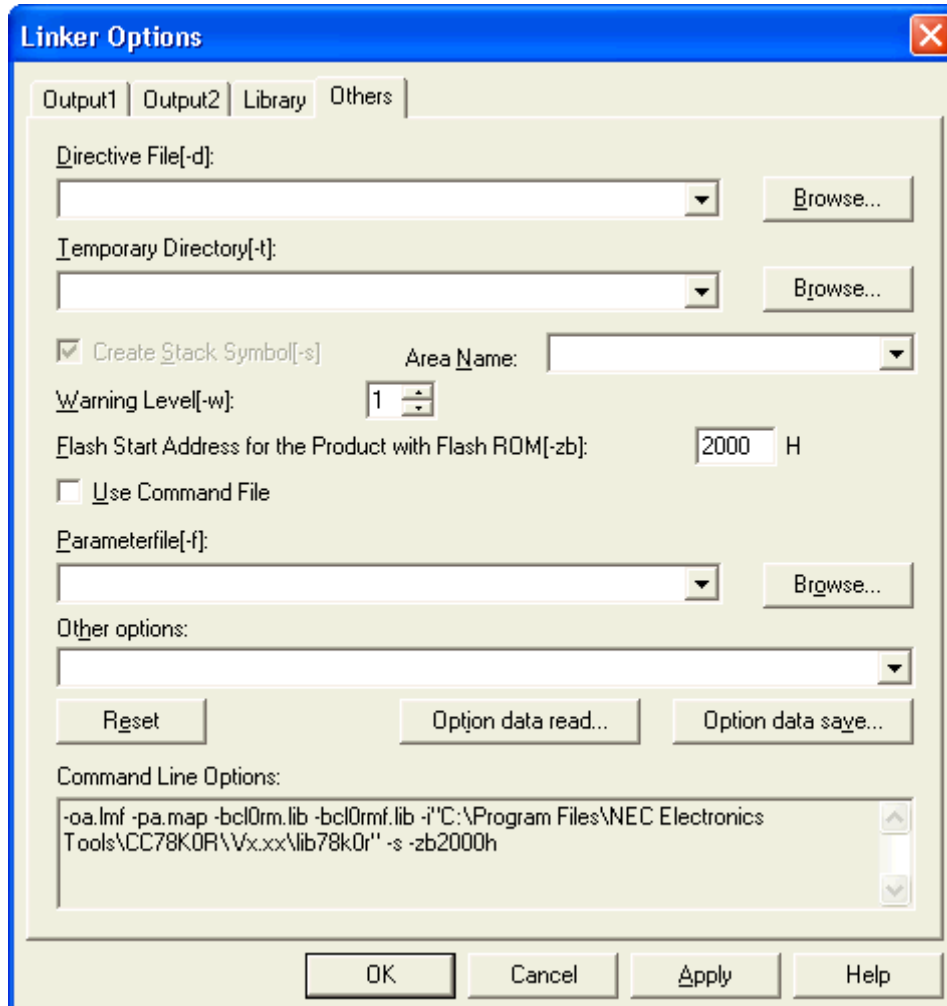 Linker Options
Output1 Output2 Library Others
Directive File[-d]:
Browse...
Temporary Directory[-t]:
Browse...
Create Stack Symbol[-s] Area Name:
Warning Level[-w]: 1
Flash Start Address for the Product with Flash ROM[-zb]: 2000 H
Use Command File
Parameterfile[-f]:
Browse...
Other options:
Reset Option data read... Option data save...
Command Line Options:
-oa.lmf -pa.map -bcl0rm.lib -bcl0rmf.lib -i"C:\Program Files\NEC Electronics
Tools\CC78K0R\Vx.xx\lib78k0r" -s -zb2000h
OK Cancel Apply Help